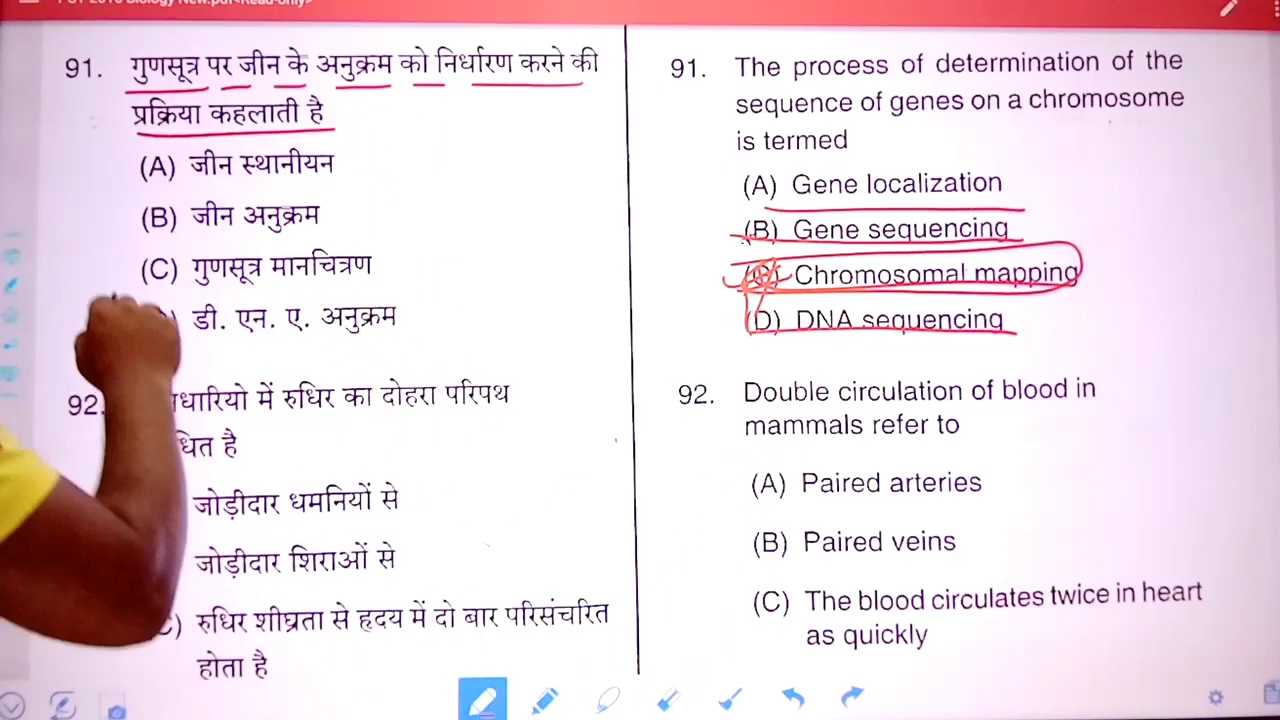 91. गुणसूत्र पर जीन के अनुक्रम को निर्धारण करने की
प्रक्रिया कहलाती है
(A) जीन स्थानीयन
(B) जीन अनुक्रम
(C) गुणसूत्र मानचित्रण
डी. एन. ए. अनुक्रम
92.
में रुधिर का दोहरा परिपथ
है
जोड़ीदार धमनियों से
जोड़ीदार शिराओं से
रुधिर शीघ्रता से हृदय में दो बार परिसंचरित
होता है
91. The process of determination of the
sequence of genes on a chromosome
is termed
(A) Gene localization
(B) Gene sequencing
Chromosomal mapping
(D) DNA sequencing
92. Double circulation of blood in
mammals refer to
(A) Paired arteries
(B) Paired veins
(C) The blood circulates twice in heart
as quickly